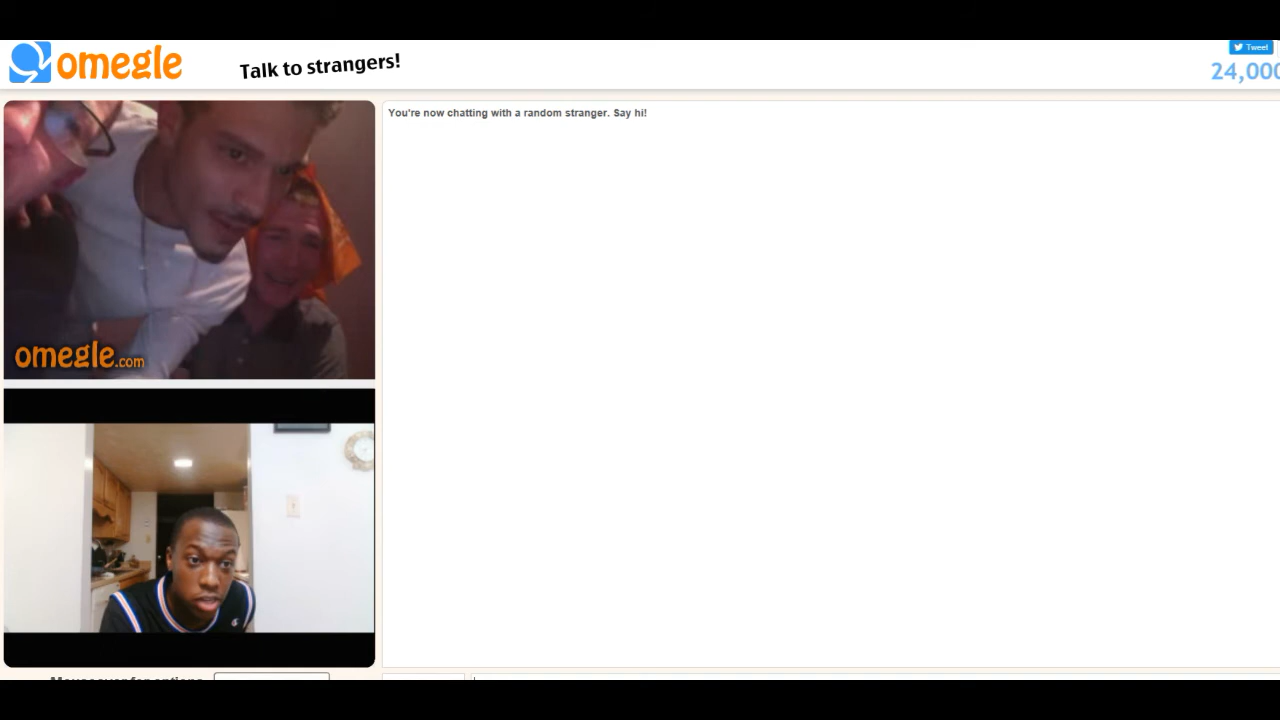 omegle
Talk to strangers!
Tweet
24,000
You're now chatting with a random stranger. Say hi!
omegle.com